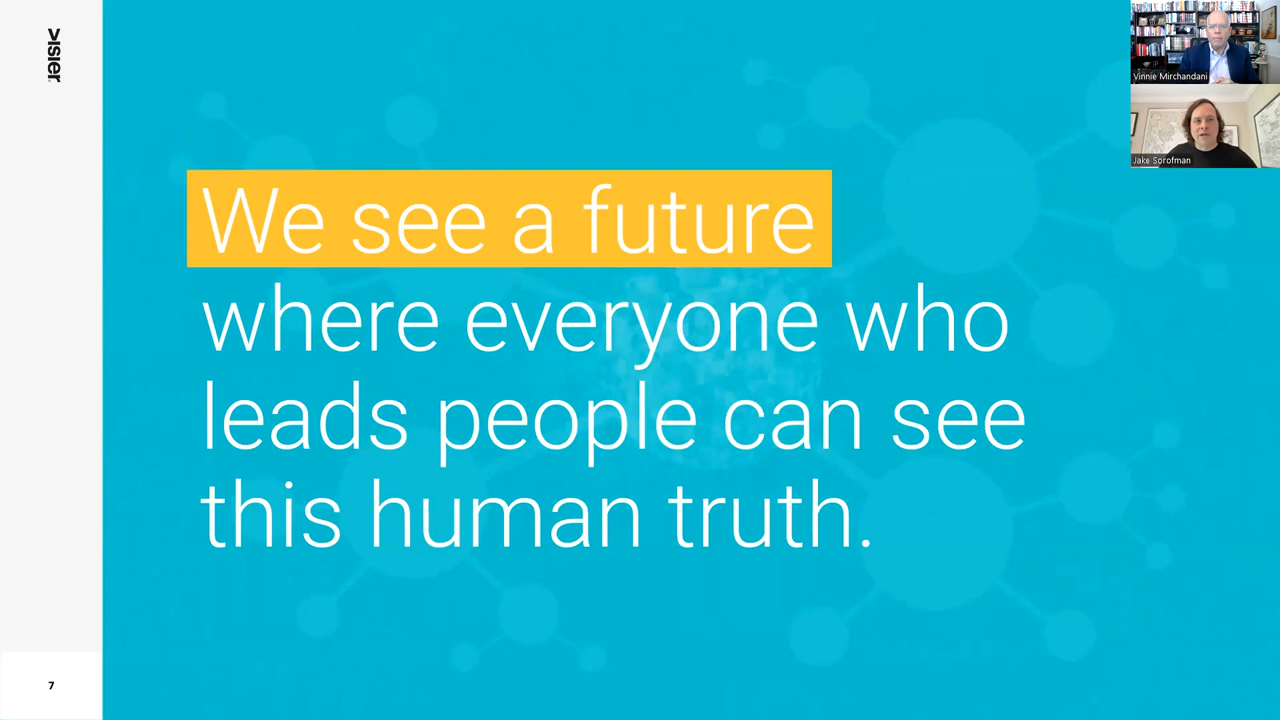 VISIER
We see a future
where everyone who
leads people can see
this human truth.
7
Vinnie Mirchandani
Jake Sorofman